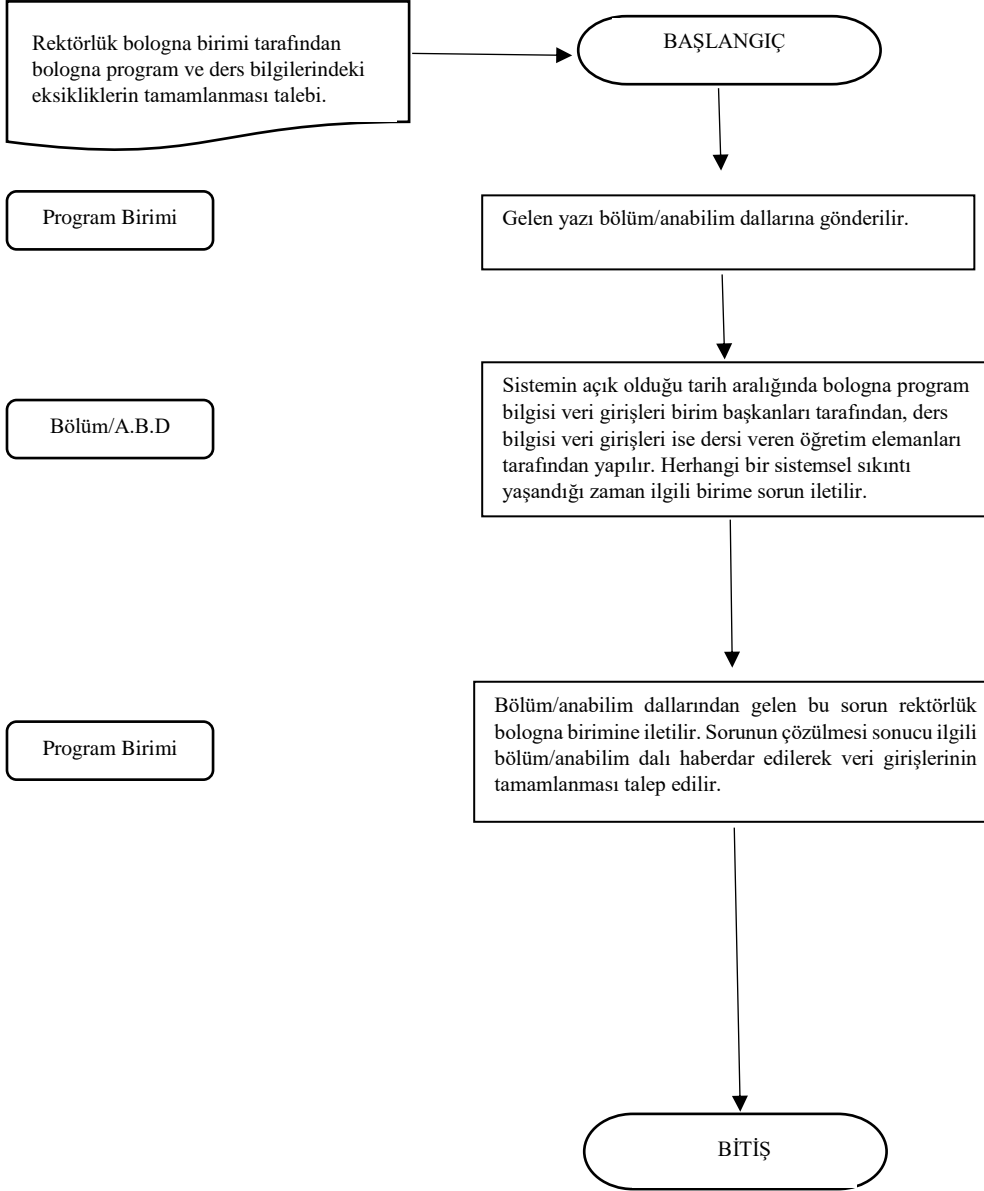 Rektörlük bologna birimi tarafından
bologna program ve ders bilgilerindeki
eksikliklerin tamamlanması talebi.
BAŞLANGIÇ
Program Birimi
Gelen yazı bölüm/anabilim dallarına gönderilir.
Bölüm/A.B.D
Sistemin açık olduğu tarih aralığında bologna program
bilgisi veri girişleri birim başkanları tarafından, ders
bilgisi veri girişleri ise dersi veren öğretim elemanları
tarafından yapılır. Herhangi bir sistemsel sıkıntı
yaşandığı zaman ilgili birime sorun iletilir.
Program Birimi
Bölüm/anabilim dallarından gelen bu sorun rektörlük
bologna birimine iletilir. Sorunun çözülmesi sonucu ilgili
bölüm/anabilim dalı haberdar edilerek veri girişlerinin
tamamlanması talep edilir.
BİTİŞ